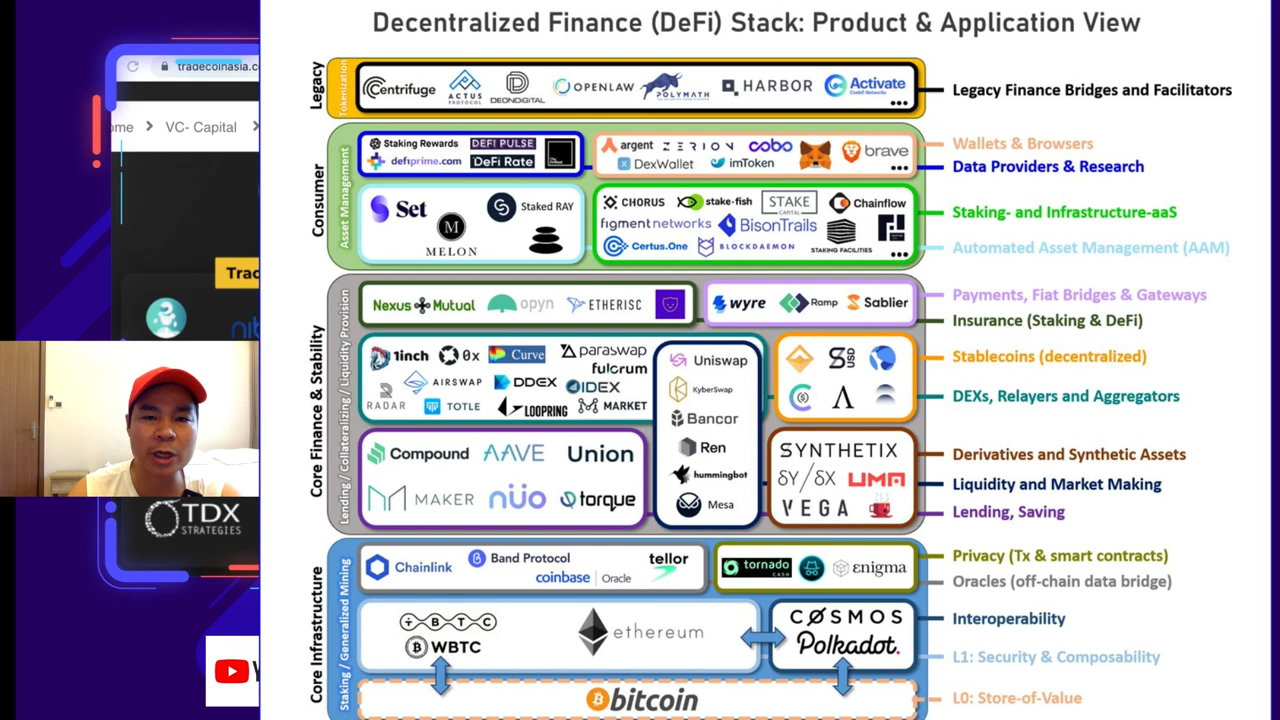 Decentralized Finance (DeFi) Stack: Product & Application View
tradecoinasia.c
ome > VC- Capital >
Trad
TDX
STRATEGIES
Legacy
Tokenization
Centrifuge
ACTUS
PROTOCOL
DEONDIGITAL
OPENLAW
POLYMATH
HARBOR
Activate
Legacy Finance Bridges and Facilitators
Consumer
Asset Management
Staking Rewards
DEFI PULSE
defiprime.com
DeFi Rate
argent
ZERION
cobo
brave
DexWallet
imToken
Wallets & Browsers
Data Providers & Research
Set
Staked RAY
MELON
CHORUS
stake·fish
STAKE
CAPITAL
Chainflow
figment networks
BisonTrails
Certus.One
BLOCKDAEMON
STAKING FACILITIES
Staking- and Infrastructure-aaS
Automated Asset Management (AAM)
Core Finance & Stability
Lending / Collateralizing / Liquidity Provision
Nexus Mutual
opyn
ETHERISC
wyre
Ramp
Sablier
Payments, Fiat Bridges & Gateways
Insurance (Staking & DeFi)
1inch
0x
Curve
paraswap
fulcrum
AIRSWAP
DDEX
IDEX
RADAR
TOTLE
LOOPRING
MARKET
Uniswap
KyberSwap
Bancor
Ren
hummingbot
Mesa
USD
Stablecoins (decentralized)
DEXs, Relayers and Aggregators
Compound
AAVE
Union
MAKER
nüo
torque
SYNTHETIX
dY/dX
UMA
VEGA
Derivatives and Synthetic Assets
Liquidity and Market Making
Lending, Saving
Core Infrastructure
Staking / Generalized Mining
Chainlink
Band Protocol
coinbase | Oracle
tellor
tornado
CASH
enigma
Privacy (Tx & smart contracts)
Oracles (off-chain data bridge)
TBTC
WBTC
ethereum
COSMOS
Polkadot.
Interoperability
L1: Security & Composability
bitcoin
L0: Store-of-Value